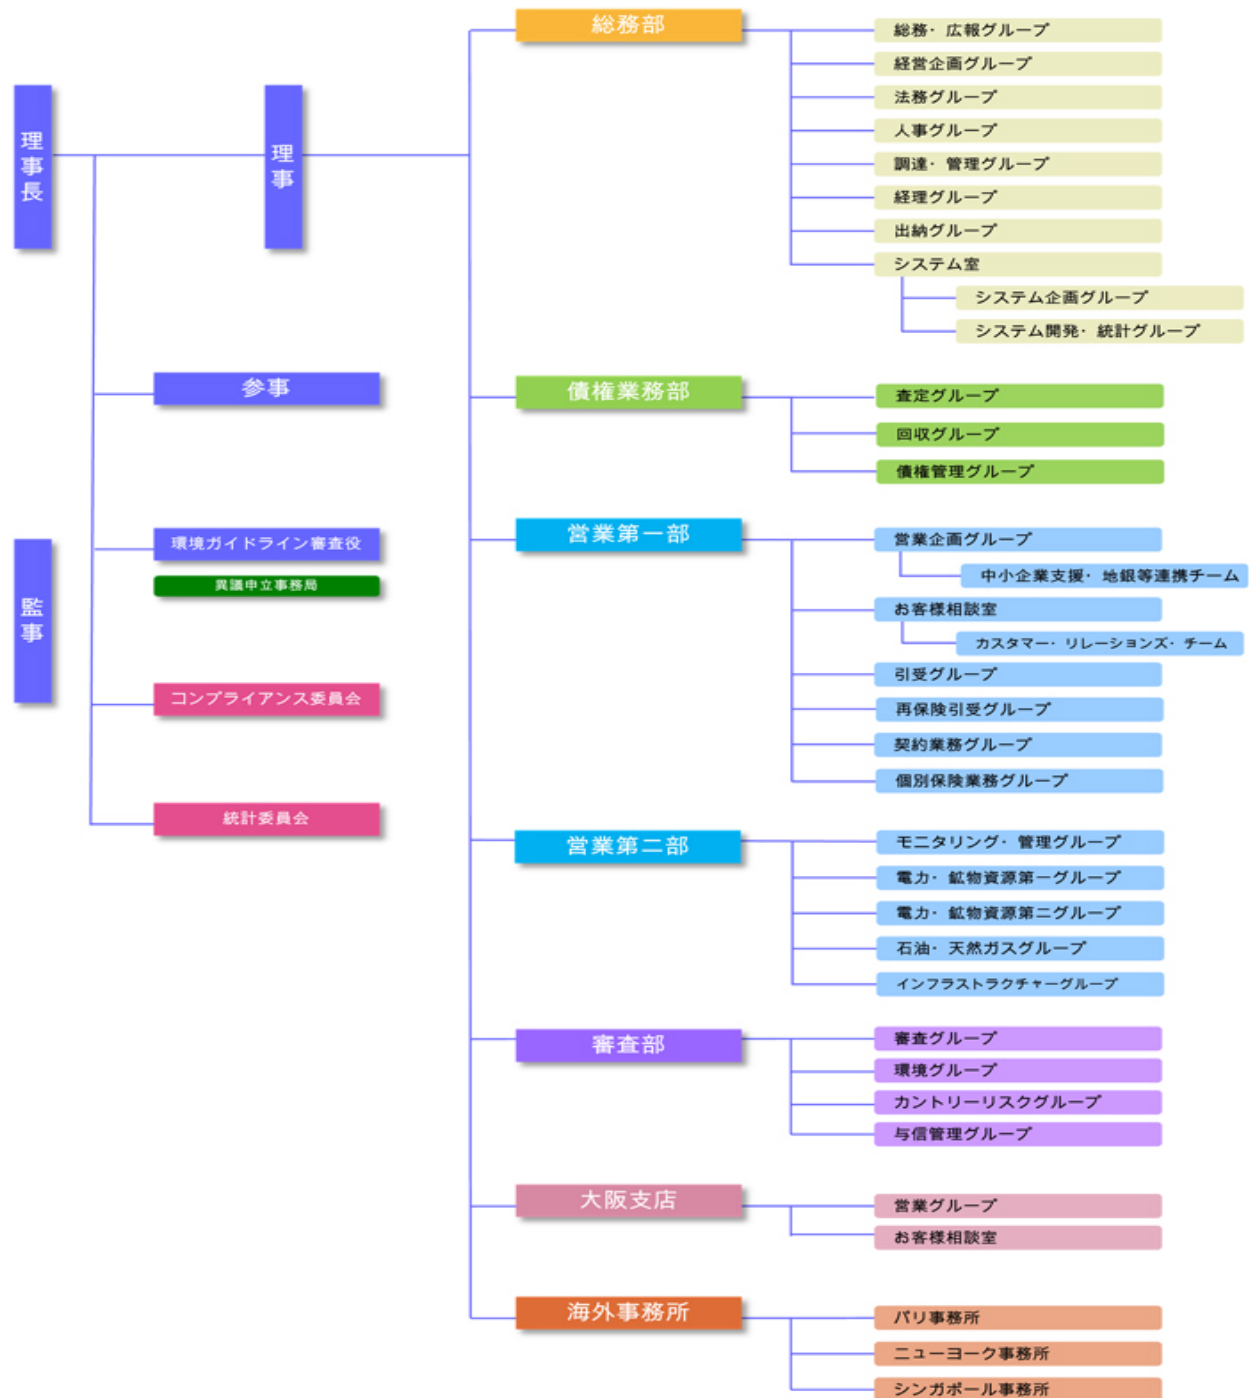 理事長
理事
参事
環境ガイドライン審査役
異議申立事務局
監事
コンプライアンス委員会
統計委員会
総務部
総務・広報グループ
経営企画グループ
法務グループ
人事グループ
調達・管理グループ
経理グループ
出納グループ
システム室
システム企画グループ
システム開発・統計グループ
債権業務部
査定グループ
回収グループ
債権管理グループ
営業第一部
営業企画グループ
中小企業支援・地銀等連携チーム
お客様相談室
カスタマー・リレーションズ・チーム
引受グループ
再保険引受グループ
契約業務グループ
個別保険業務グループ
営業第二部
モニタリング・管理グループ
電力・鉱物資源第一グループ
電力・鉱物資源第二グループ
石油・天然ガスグループ
インフラストラクチャーグループ
審査部
審査グループ
環境グループ
カントリーリスクグループ
与信管理グループ
大阪支店
営業グループ
お客様相談室
海外事務所
パリ事務所
ニューヨーク事務所
シンガポール事務所